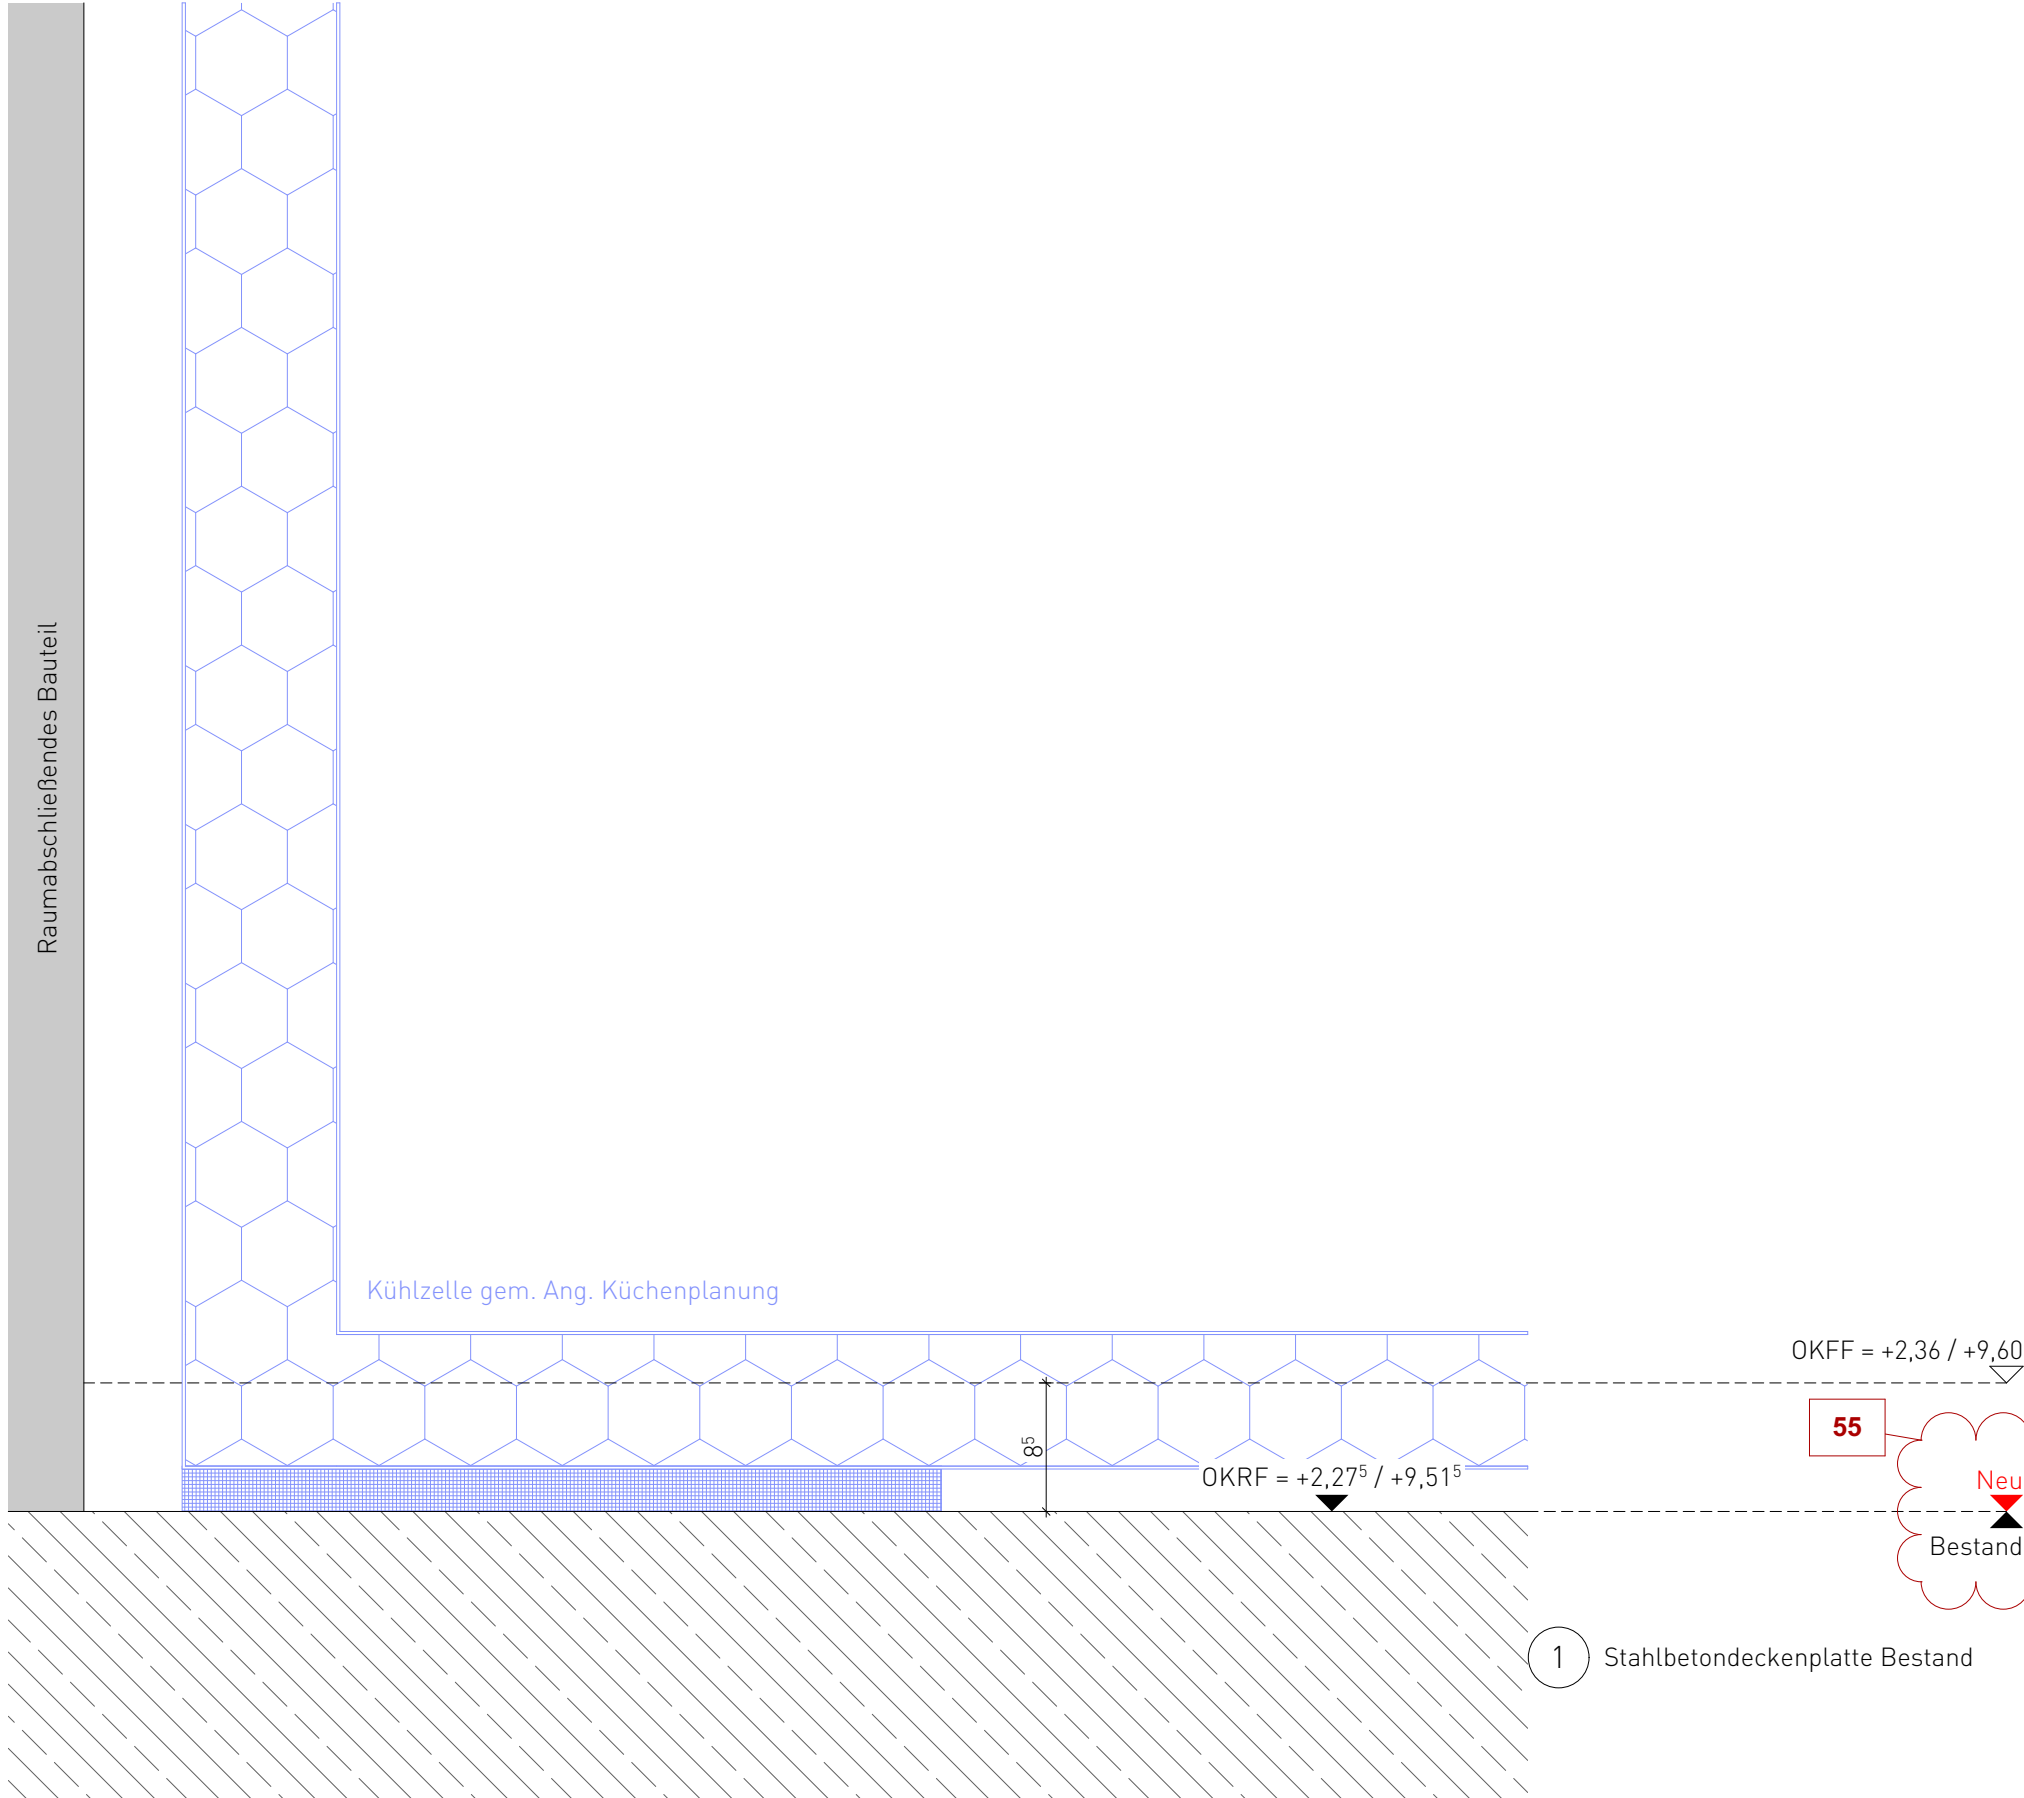 Raumabschließendes Bauteil
Kühlzelle gem. Ang. Küchenplanung
OKFF = +2,36 / +9,60
55
8⁵
OKRF = +2,27⁵ / +9,51⁵
Neu
Bestand
1 Stahlbetondeckenplatte Bestand